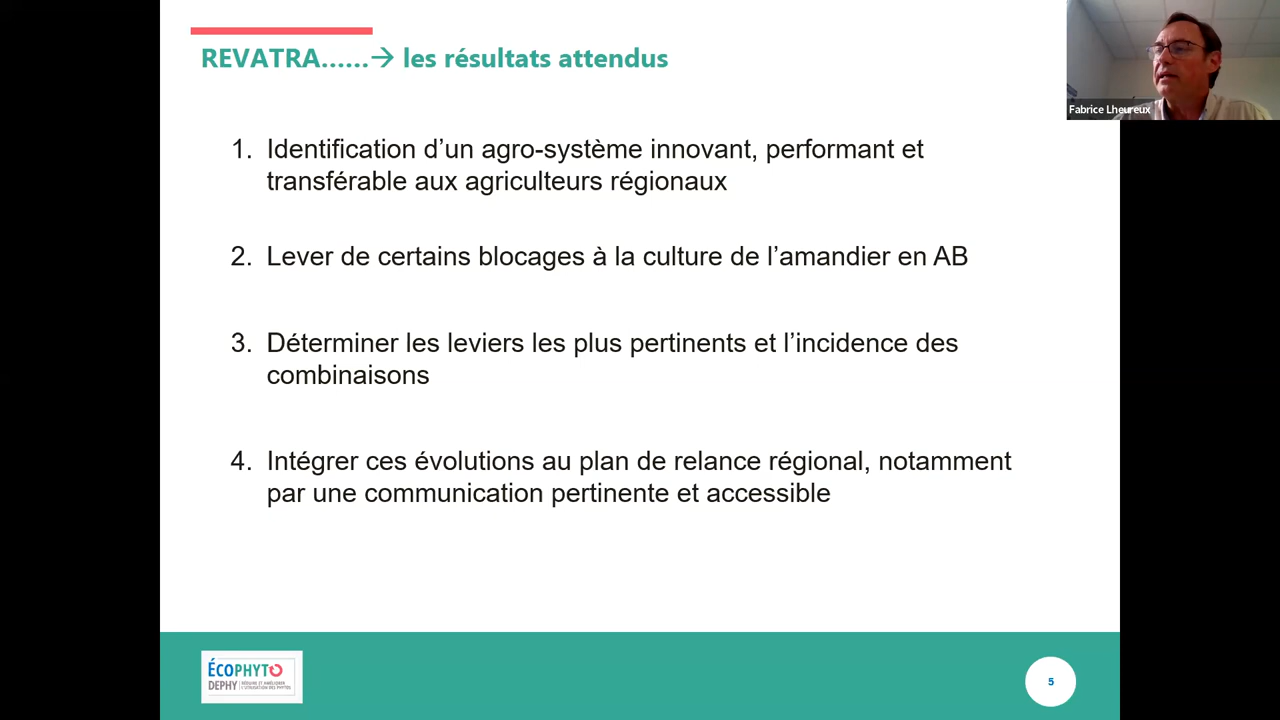 REVATRA......→ les résultats attendus
Fabrice Lheureux
1. Identification d’un agro-système innovant, performant et
transférable aux agriculteurs régionaux
2. Lever de certains blocages à la culture de l’amandier en AB
3. Déterminer les leviers les plus pertinents et l’incidence des
combinaisons
4. Intégrer ces évolutions au plan de relance régional, notamment
par une communication pertinente et accessible
ÉCOPHYTO
DEPHY
RÉDUIRE ET AMÉLIORER
L'UTILISATION DES PHYTOS
5